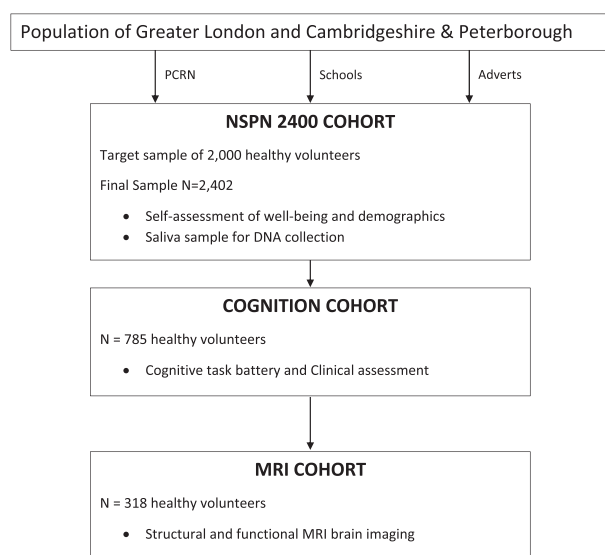 Population of Greater London and Cambridgeshire & Peterborough
PCRN
Schools
Adverts
NSPN 2400 COHORT
Target sample of 2,000 healthy volunteers
Final Sample N=2,402
• Self-assessment of well-being and demographics
• Saliva sample for DNA collection
COGNITION COHORT
N = 785 healthy volunteers
• Cognitive task battery and Clinical assessment
MRI COHORT
N = 318 healthy volunteers
• Structural and functional MRI brain imaging